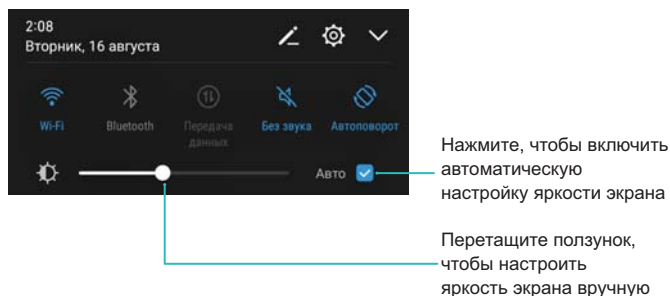 2:08
Вторник, 16 августа
Wi-Fi
Bluetooth
Передача
данных
Без звука
Автоповорот
Авто
Нажмите, чтобы включить
автоматическую
настройку яркости экрана
Перетащите ползунок,
чтобы настроить
яркость экрана вручную